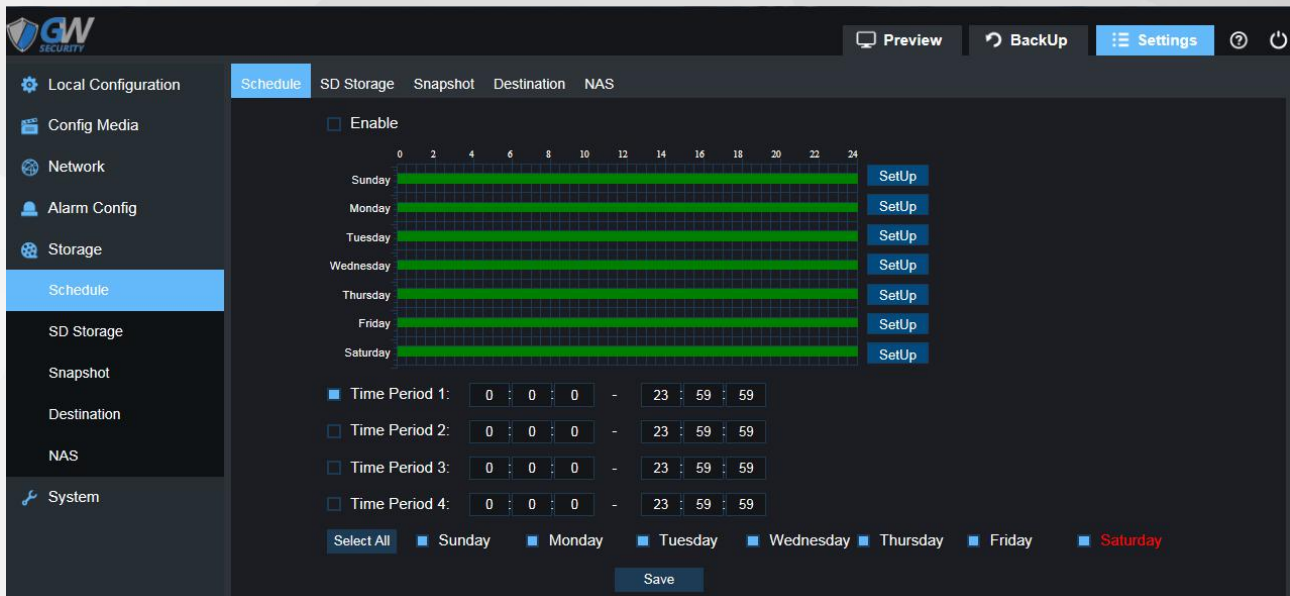 GW
SECURITY
Preview
BackUp
Settings
?
Local Configuration
Config Media
Network
Alarm Config
Storage
Schedule
SD Storage
Snapshot
Destination
NAS
System
Schedule SD Storage Snapshot Destination NAS
Enable
0 2 4 6 8 10 12 14 16 18 20 22 24
Sunday SetUp
Monday SetUp
Tuesday SetUp
Wednesday SetUp
Thursday SetUp
Friday SetUp
Saturday SetUp
Time Period 1: 0 : 0 : 0 - 23 : 59 : 59
Time Period 2: 0 : 0 : 0 - 23 : 59 : 59
Time Period 3: 0 : 0 : 0 - 23 : 59 : 59
Time Period 4: 0 : 0 : 0 - 23 : 59 : 59
Select All Sunday Monday Tuesday Wednesday Thursday Friday Saturday
Save